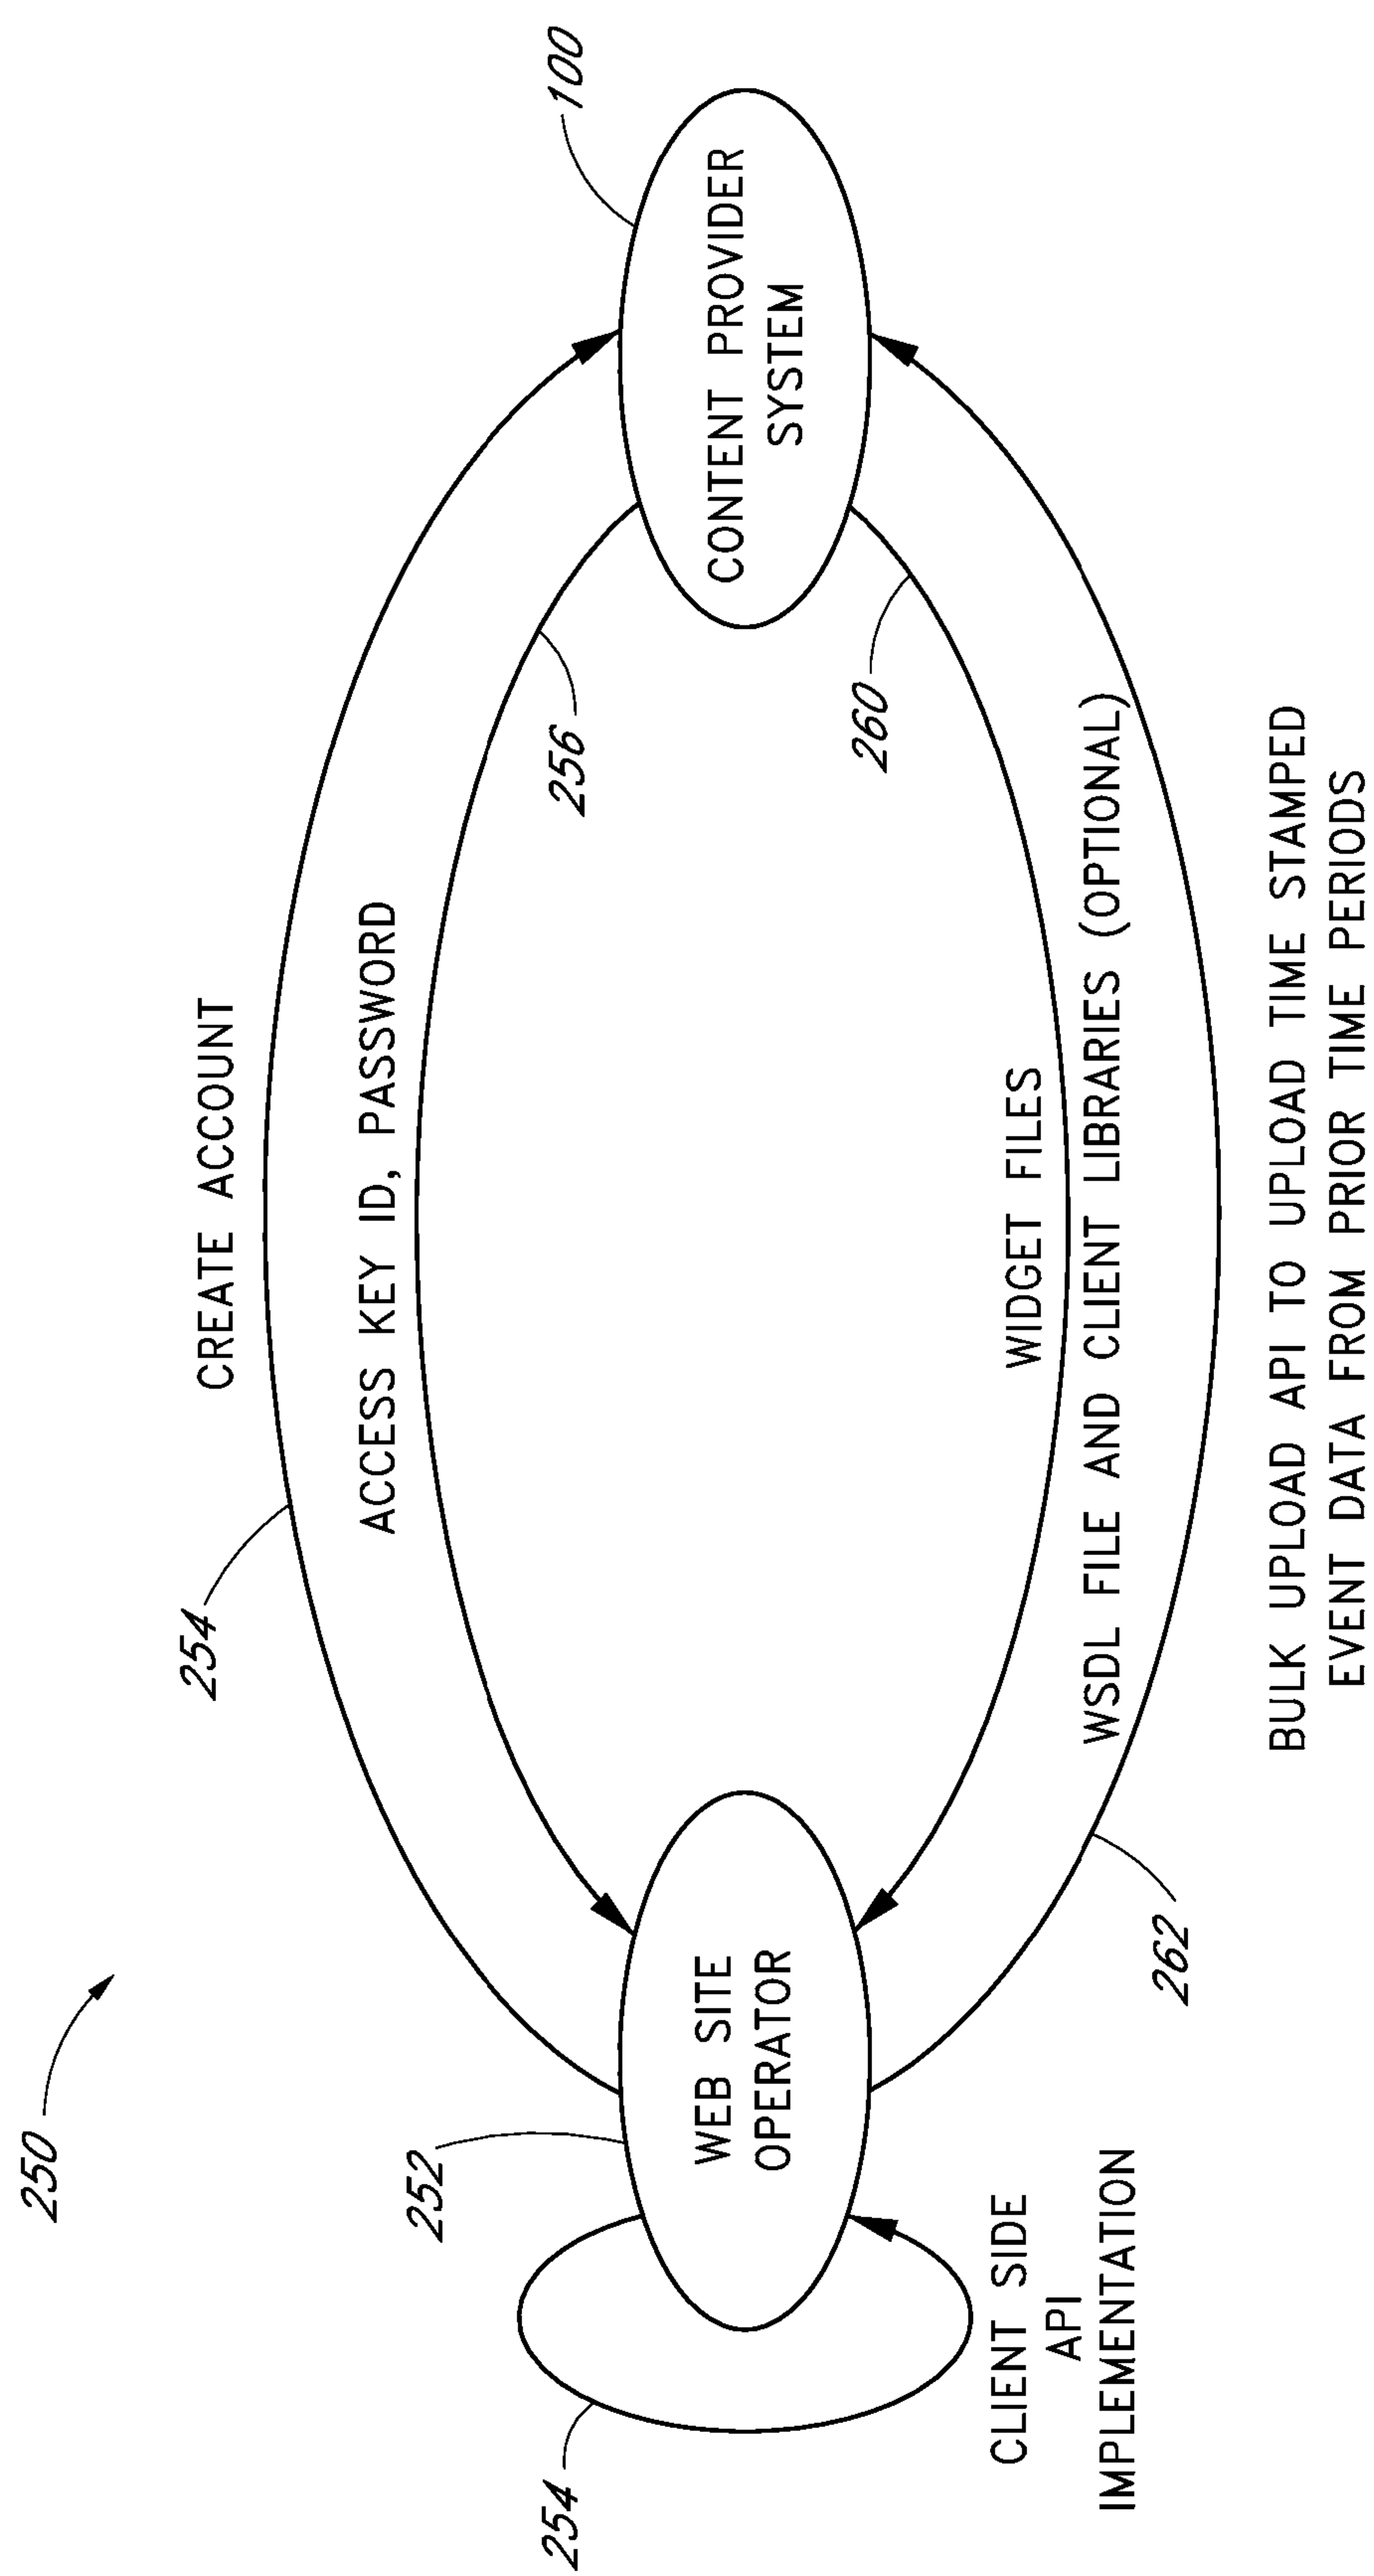 250
CREATE ACCOUNT
254
ACCESS KEY ID, PASSWORD
256
100
CONTENT PROVIDER
SYSTEM
252
WEB SITE
OPERATOR
254
CLIENT SIDE
API
IMPLEMENTATION
260
WIDGET FILES
WSDL FILE AND CLIENT LIBRARIES (OPTIONAL)
262
BULK UPLOAD API TO UPLOAD TIME STAMPED
EVENT DATA FROM PRIOR TIME PERIODS